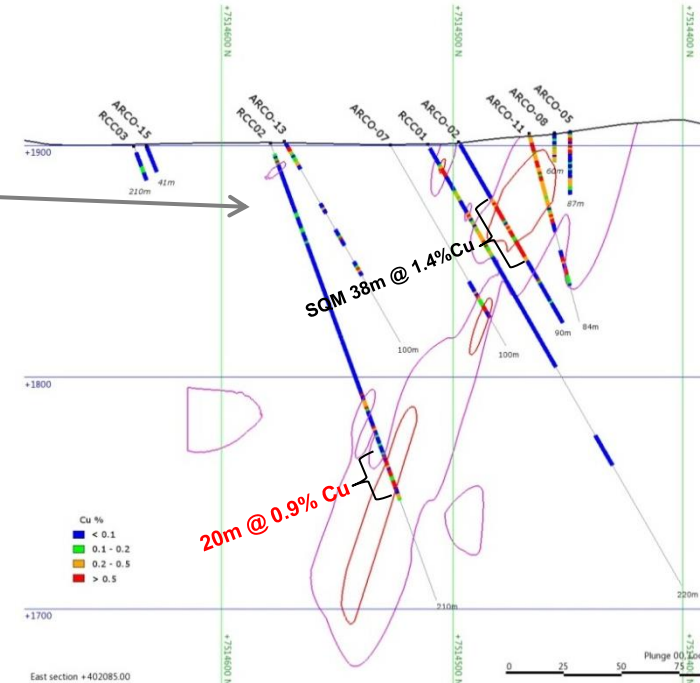 +7514600 N
+7514500 N
+7514400 N
RCC03
ARCO-15
RCC02
ARCO-13
ARCO-07
RCC01
ARCO-02
ARCO-11
ARCO-08
ARCO-05
+1900
210m
41m
60m
87m
SQM 38m @ 1.4%Cu
100m
100m
90m
84m
+1800
20m @ 0.9% Cu
Cu %
< 0.1
0.1 - 0.2
0.2 - 0.5
> 0.5
210m
220m
+1700
+7514600 N
+7514500 N
East section +402085.00
Plunge 00
0
25
50
75